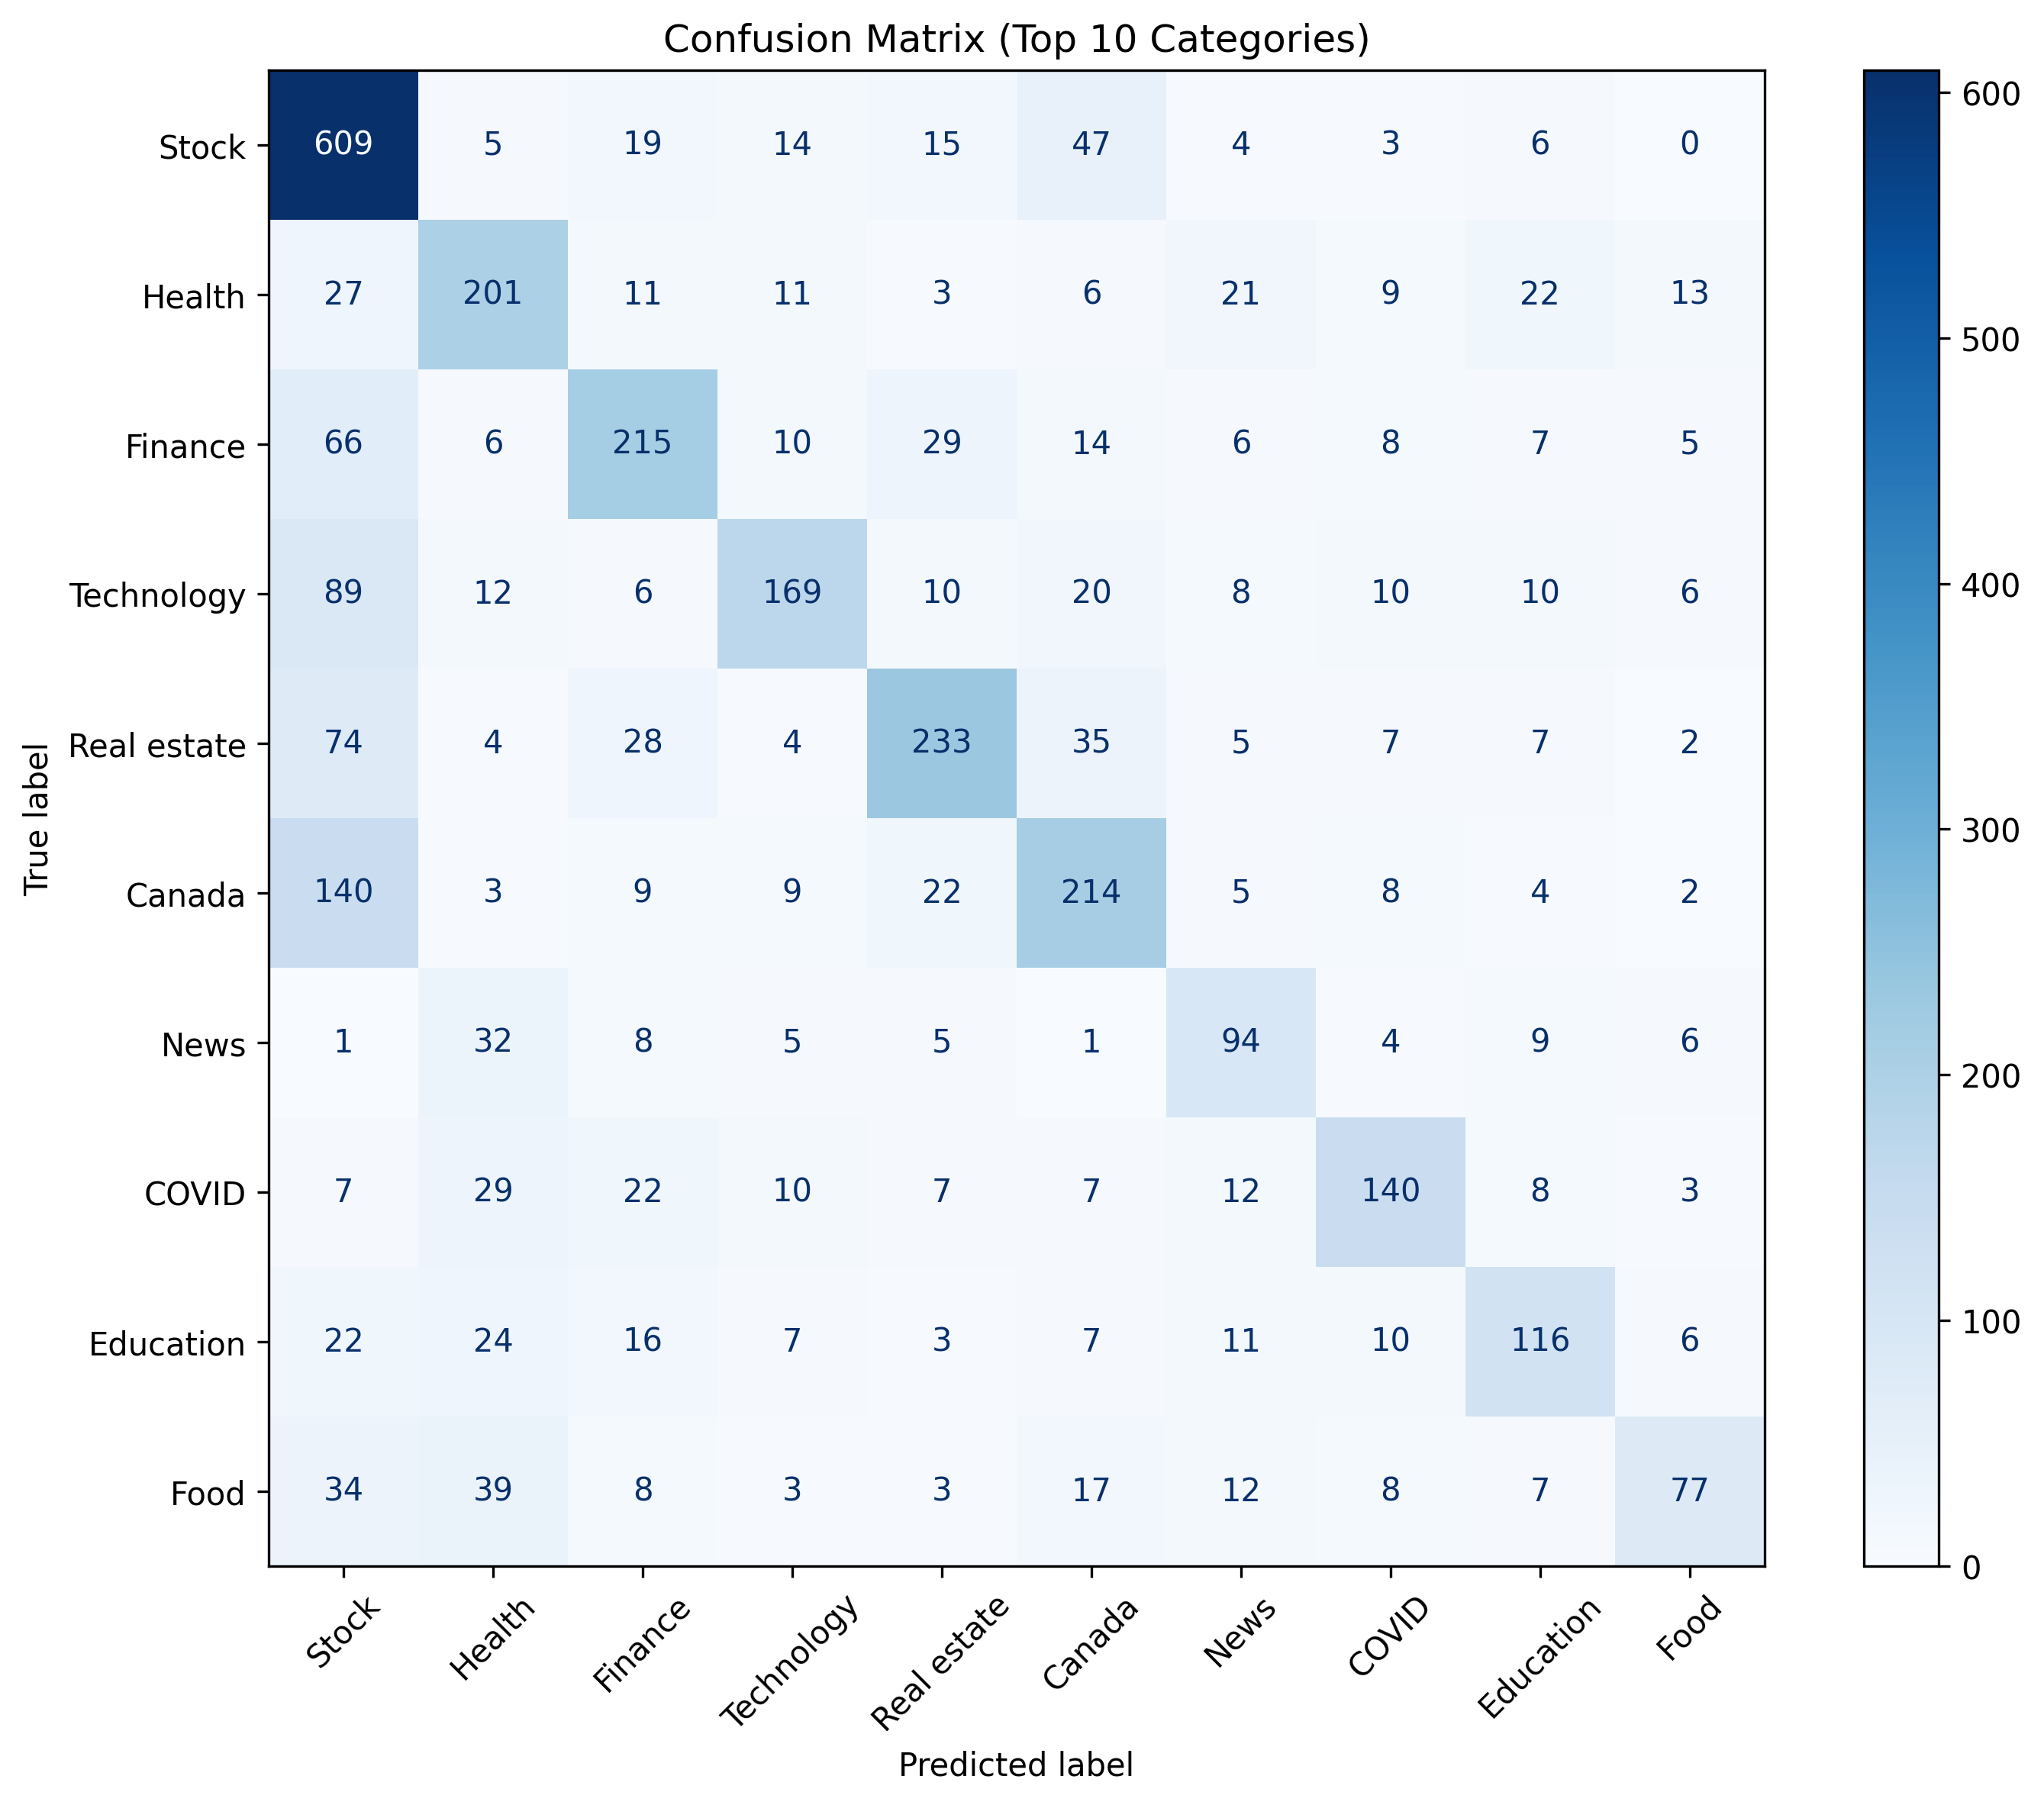 Confusion Matrix (Top 10 Categories)
True label
Stock 609 5 19 14 15 47 4 3 6 0
Health 27 201 11 11 3 6 21 9 22 13
Finance 66 6 215 10 29 14 6 8 7 5
Technology 89 12 6 169 10 20 8 10 10 6
Real estate 74 4 28 4 233 35 5 7 7 2
Canada 140 3 9 9 22 214 5 8 4 2
News 1 32 8 5 5 1 94 4 9 6
COVID 7 29 22 10 7 7 12 140 8 3
Education 22 24 16 7 3 7 11 10 116 6
Food 34 39 8 3 3 17 12 8 7 77
Stock Health Finance Technology Real estate Canada News COVID Education Food
Predicted label
600
500
400
300
200
100
0